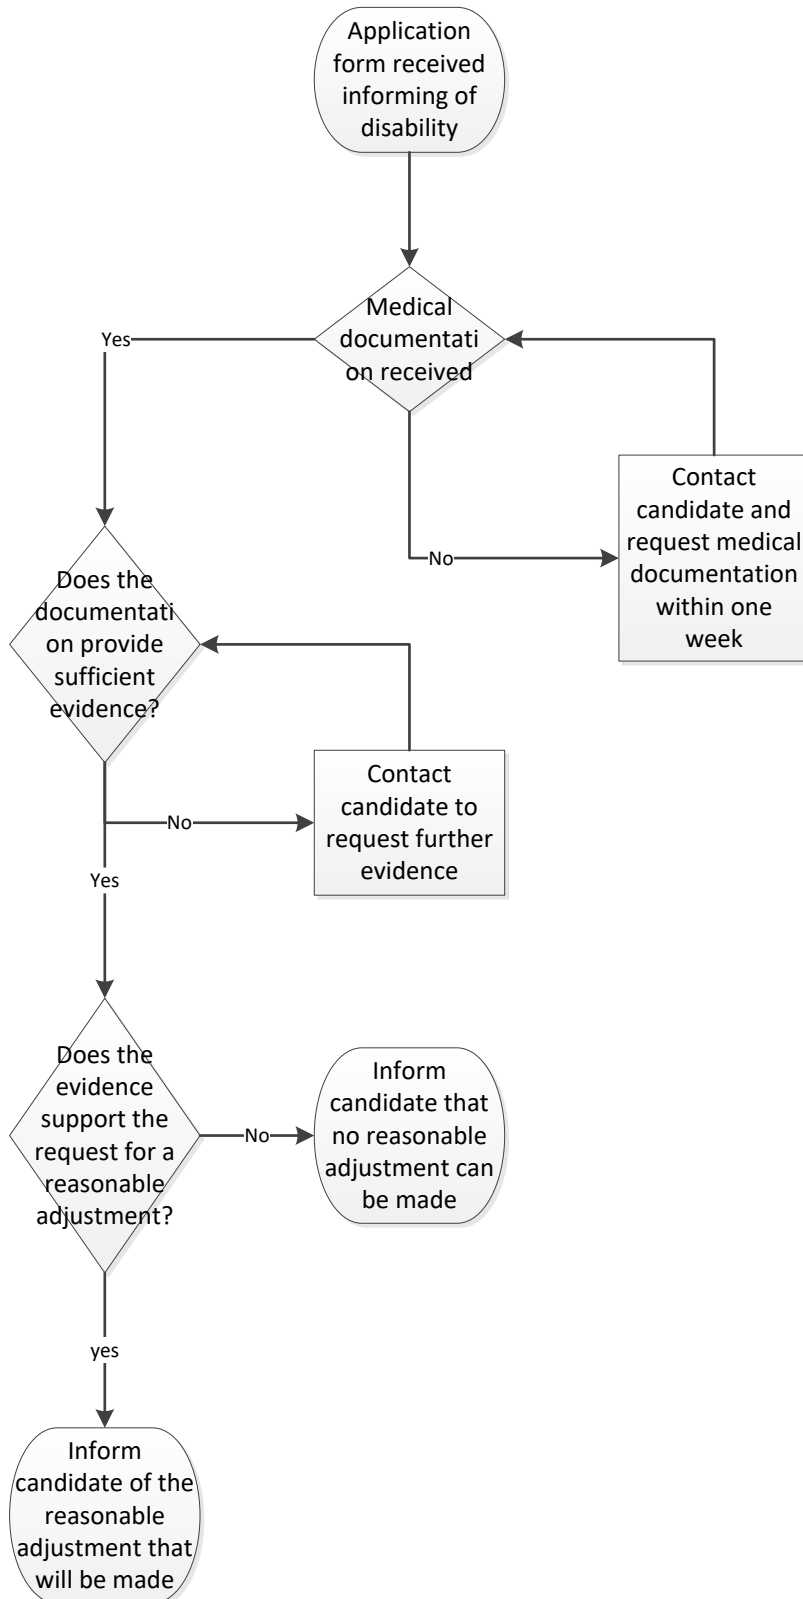 Application
form received
informing of
disability
Medical
documentati
on received
Yes
No
Contact
candidate and
request medical
documentation
within one
week
Does the
documentati
on provide
sufficient
evidence?
No
Contact
candidate to
request further
evidence
Yes
Does the
evidence
support the
request for a
reasonable
adjustment?
No
Inform
candidate that
no reasonable
adjustment can
be made
yes
Inform
candidate of the
reasonable
adjustment that
will be made